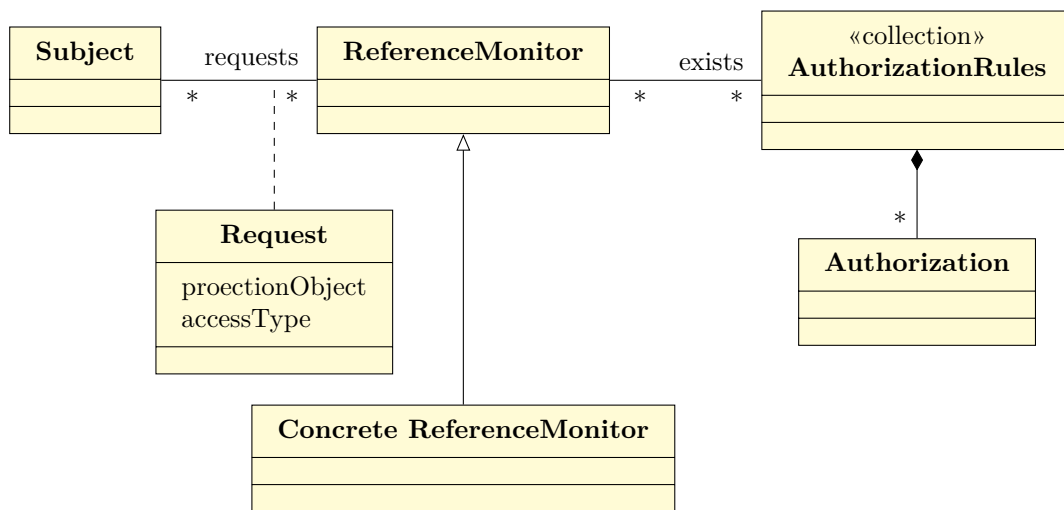 Subject
requests
*
*
ReferenceMonitor
exists
*
*
«collection»
AuthorizationRules
Request
proectionObject
accessType
*
Authorization
Concrete ReferenceMonitor